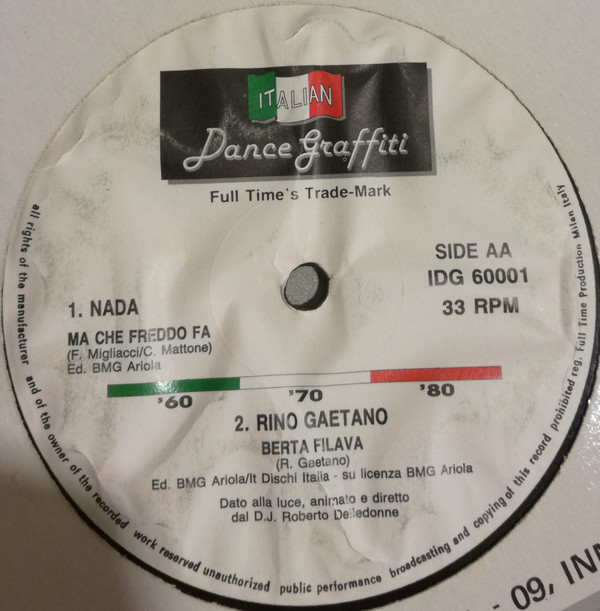 ITALIAN
Dance Graffiti
Full Time's Trade-Mark
SIDE AA
IDG 60001
33 RPM
1. NADA
MA CHE FREDDO FA
(F. Migliacci/C. Mattone)
Ed. BMG Ariola
'60 '70 '80
2. RINO GAETANO
BERTA FILAVA
(R. Gaetano)
Ed. BMG Ariola/It Dischi Italia - su licenza BMG Ariola
Dato alla luce, animato e diretto
dal D.J. Roberto Delledonne
all rights of the manufacturer and of the owner of the recorded work reserved unauthorized public performance broadcasting and copying of this record prohibited reg. Full Time Production Milan Italy
- 09, INN